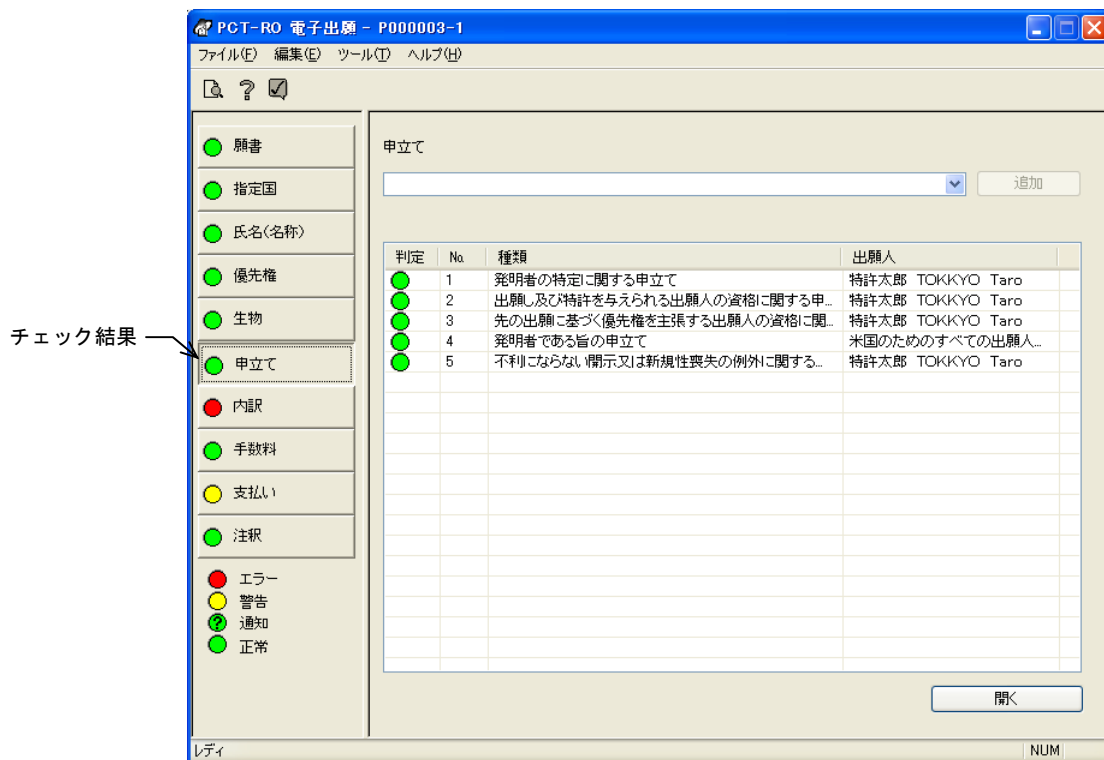 PCT-RO 電子出願 - P000003-1
ファイル(F) 編集(E) ツール(T) ヘルプ(H)
願書
指定国
氏名(名称)
優先権
生物
チェック結果
申立て
内訳
手数料
支払い
注釈
エラー
警告
通知
正常
申立て
追加
判定 No. 種類 出願人
1 発明者の特定に関する申立て 特許太郎 TOKKYO Taro
2 出願し及び特許を与えられる出願人の資格に関する申... 特許太郎 TOKKYO Taro
3 先の出願に基づく優先権を主張する出願人の資格に関... 特許太郎 TOKKYO Taro
4 発明者である旨の申立て 米国のためのすべての出願人...
5 不利にならない開示又は新規性喪失の例外に関する... 特許太郎 TOKKYO Taro
開く
レディ NUM